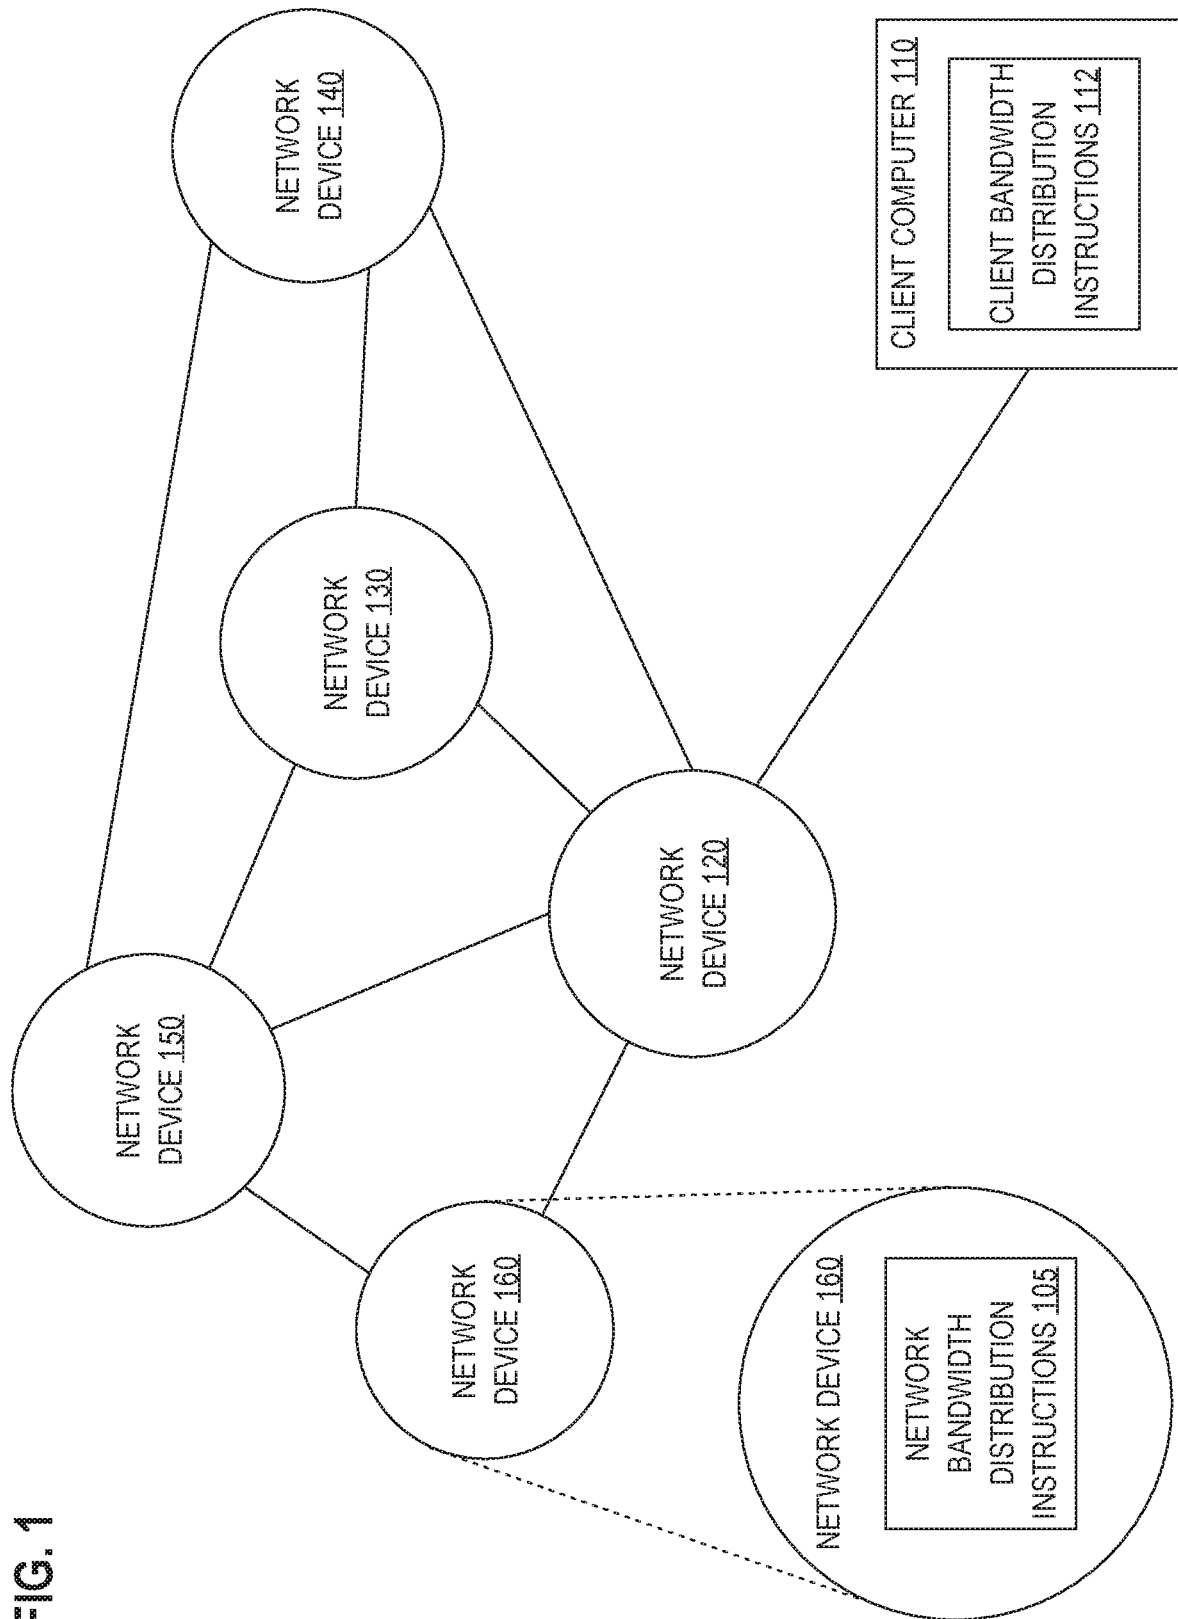 FIG. 1
NETWORK
DEVICE 150
NETWORK
DEVICE 140
NETWORK
DEVICE 130
NETWORK
DEVICE 160
NETWORK
DEVICE 120
NETWORK DEVICE 160
NETWORK
BANDWIDTH
DISTRIBUTION
INSTRUCTIONS 105
CLIENT COMPUTER 110
CLIENT BANDWIDTH
DISTRIBUTION
INSTRUCTIONS 112